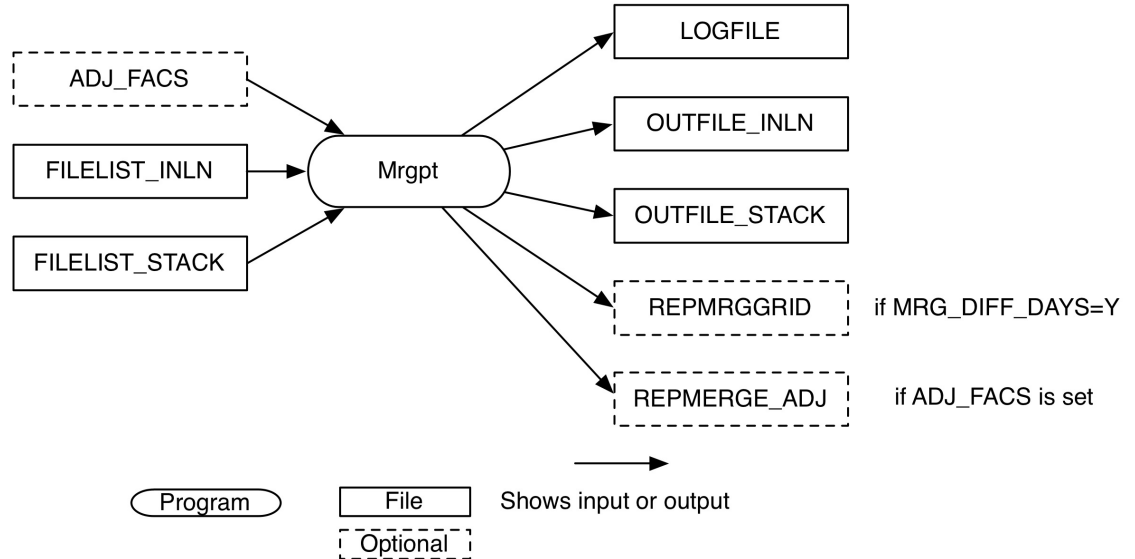 LOGFILE
ADJ_FACS
OUTFILE_INLN
FILELIST_INLN
Mrgpt
OUTFILE_STACK
FILELIST_STACK
REPMRGGRID if MRG_DIFF_DAYS=Y
REPMERGE_ADJ if ADJ_FACS is set
Program
File
Shows input or output
Optional